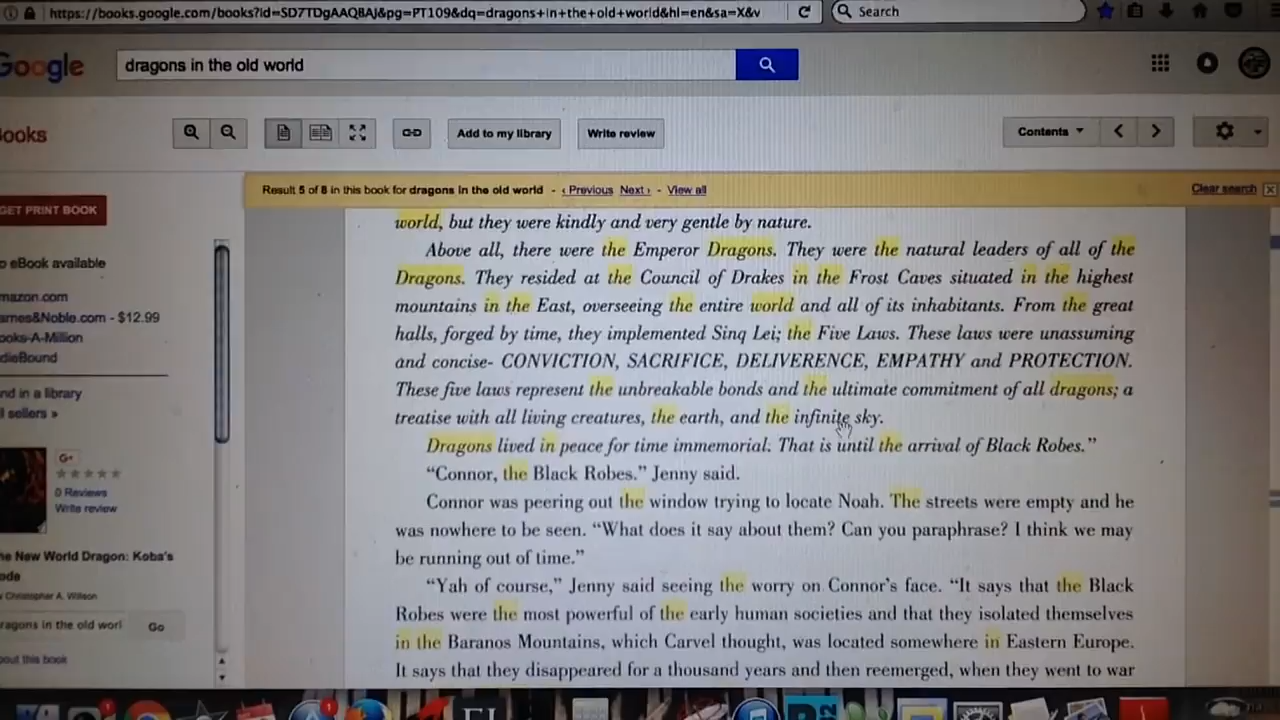 https://books.google.com/books?id=SD7TDgAAQBAJ&pg=PT109&dq=dragons+in+the+old+world&hl=en&sa=X&v
Search
Google
dragons in the old world
ooks
Add to my library
Write review
Contents
Result 5 of 8 in this book for dragons in the old world - ‹ Previous Next › - View all
Clear search
GET PRINT BOOK
o eBook available
mazon.com
ames&Noble.com - $12.99
ooks-A-Million
dieBound
nd in a library
l sellers »
G+
0 Reviews
Write review
he New World Dragon: Koba's
ode
Christopher A. Willson
ragons in the old worl
Go
bout this book
world, but they were kindly and very gentle by nature.
Above all, there were the Emperor Dragons. They were the natural leaders of all of the
Dragons. They resided at the Council of Drakes in the Frost Caves situated in the highest
mountains in the East, overseeing the entire world and all of its inhabitants. From the great
halls, forged by time, they implemented Sinq Lei; the Five Laws. These laws were unassuming
and concise- CONVICTION, SACRIFICE, DELIVERENCE, EMPATHY and PROTECTION.
These five laws represent the unbreakable bonds and the ultimate commitment of all dragons; a
treatise with all living creatures, the earth, and the infinite sky.
Dragons lived in peace for time immemorial. That is until the arrival of Black Robes.”
“Connor, the Black Robes.” Jenny said.
Connor was peering out the window trying to locate Noah. The streets were empty and he
was nowhere to be seen. “What does it say about them? Can you paraphrase? I think we may
be running out of time.”
“Yah of course,” Jenny said seeing the worry on Connor’s face. “It says that the Black
Robes were the most powerful of the early human societies and that they isolated themselves
in the Baranos Mountains, which Carvel thought, was located somewhere in Eastern Europe.
It says that they disappeared for a thousand years and then reemerged, when they went to war